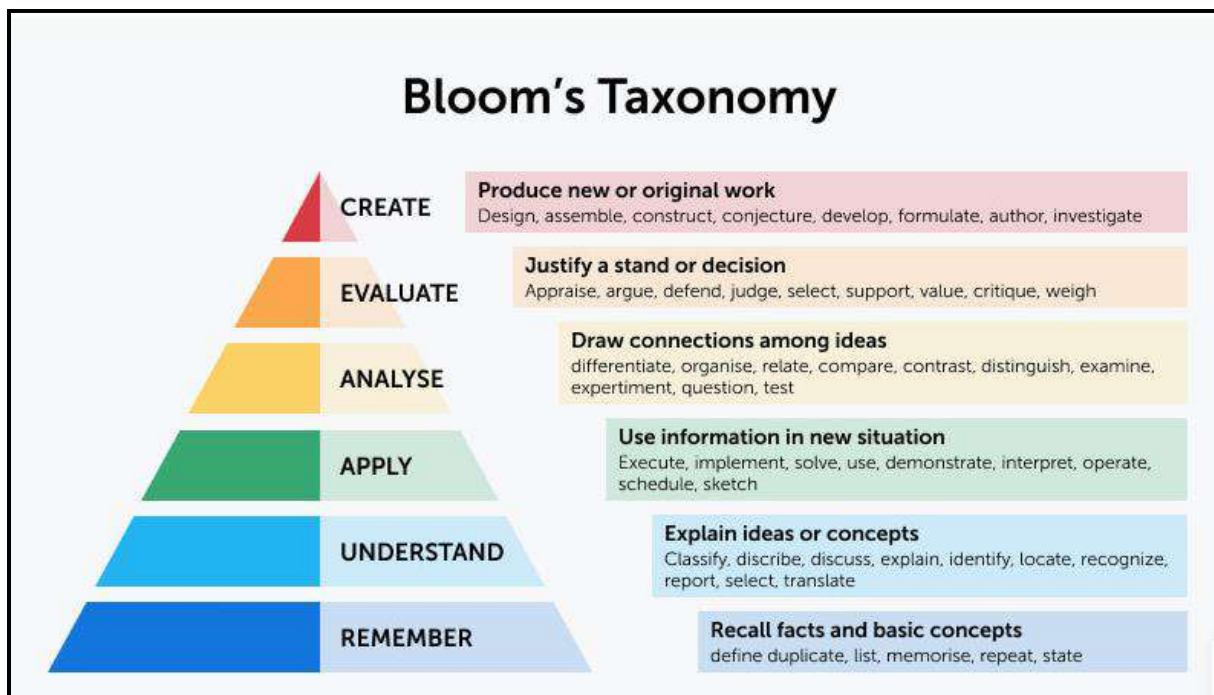 Bloom's Taxonomy
CREATE
Produce new or original work
Design, assemble, construct, conjecture, develop, formulate, author, investigate
EVALUATE
Justify a stand or decision
Appraise, argue, defend, judge, select, support, value, critique, weigh
ANALYSE
Draw connections among ideas
differentiate, organise, relate, compare, contrast, distinguish, examine,
expertiment, question, test
APPLY
Use information in new situation
Execute, implement, solve, use, demonstrate, interpret, operate,
schedule, sketch
UNDERSTAND
Explain ideas or concepts
Classify, discribe, discuss, explain, identify, locate, recognize,
report, select, translate
REMEMBER
Recall facts and basic concepts
define duplicate, list, memorise, repeat, state